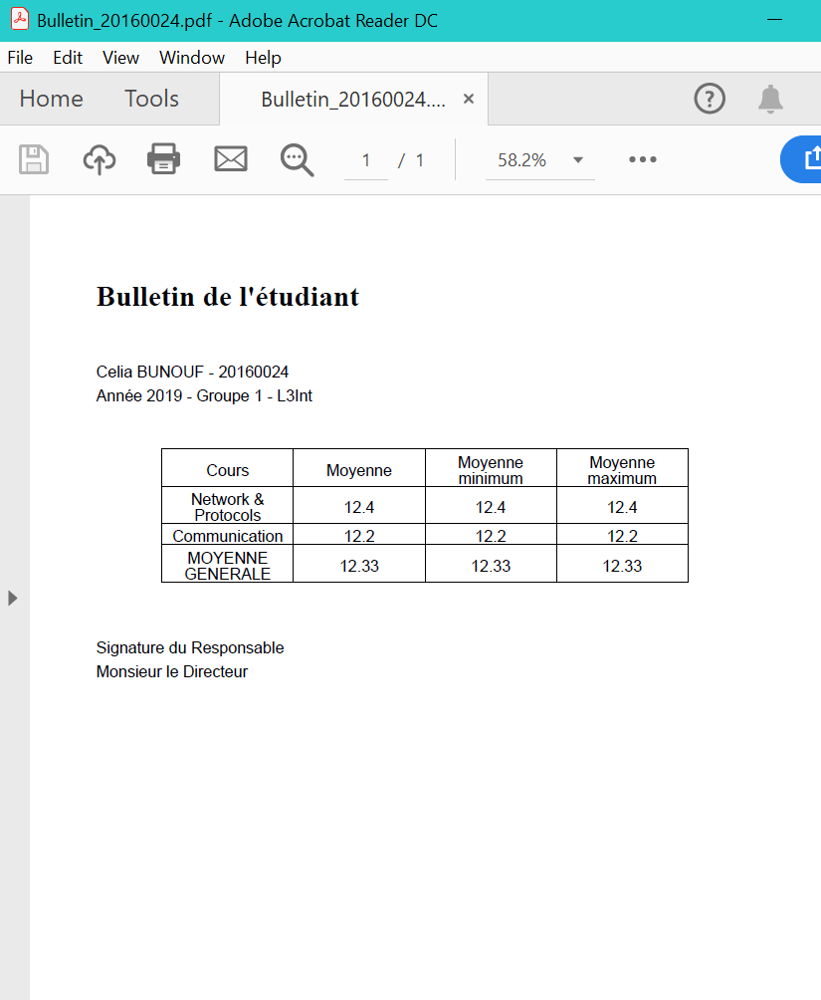 Bulletin_20160024.pdf - Adobe Acrobat Reader DC
File Edit View Window Help
Home Tools Bulletin_20160024....
1 / 1 58.2%
Bulletin de l'étudiant
Celia BUNOUF - 20160024
Année 2019 - Groupe 1 - L3Int
Cours Moyenne Moyenne minimum Moyenne maximum
Network & Protocols 12.4 12.4 12.4
Communication 12.2 12.2 12.2
MOYENNE GENERALE 12.33 12.33 12.33
Signature du Responsable
Monsieur le Directeur